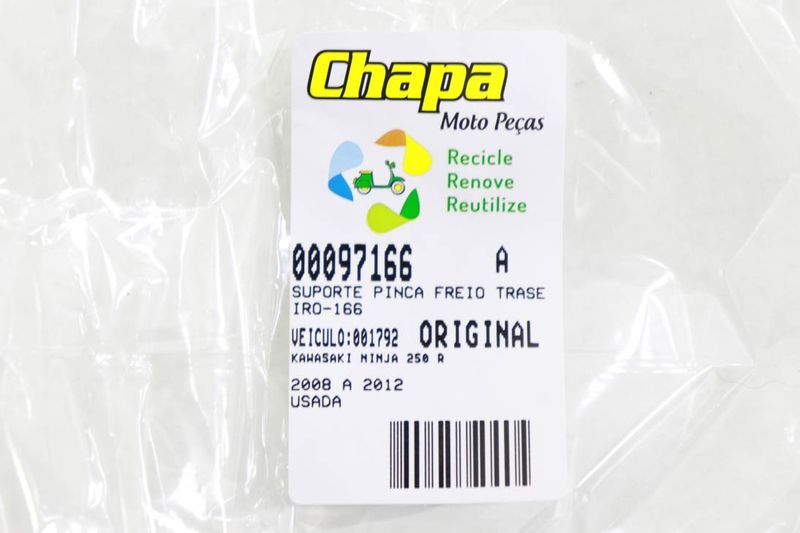 Chapa
Moto Peças
Recicle
Renove
Reutilize
00097166 A
SUPORTE PINCA FREIO TRASE
IRO-166
VEICULO:001792 ORIGINAL
KAWASAKI NINJA 250 R
2008 A 2012
USADA